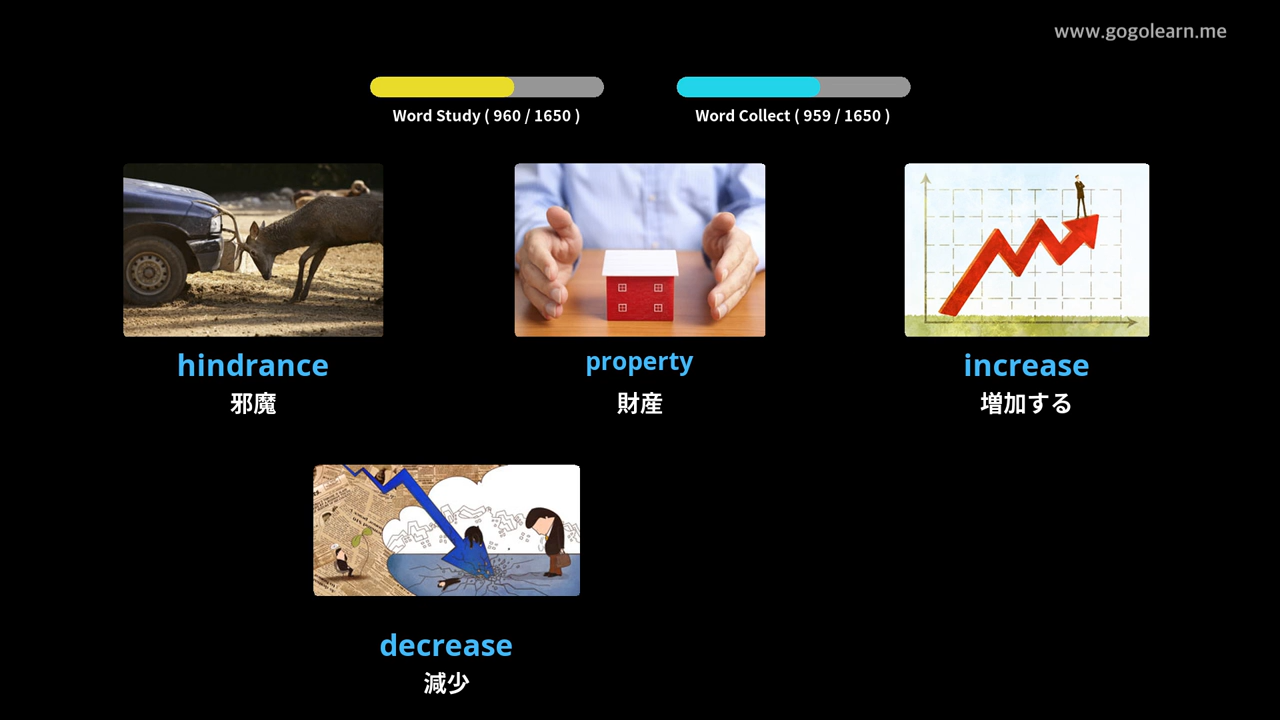 www.gogolearn.me
Word Study ( 960 / 1650 )
Word Collect ( 959 / 1650 )
hindrance
邪魔
property
財産
increase
増加する
decrease
減少